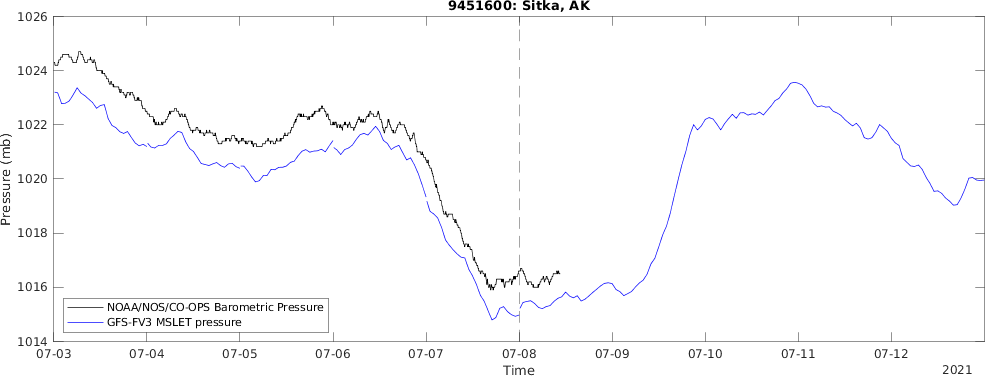 9451600: Sitka, AK
1026
1024
1022
1020
1018
1016
1014
Pressure (mb)
NOAA/NOS/CO-OPS Barometric Pressure
GFS-FV3 MSLET pressure
07-03 07-04 07-05 07-06 07-07 07-08 07-09 07-10 07-11 07-12
Time
2021